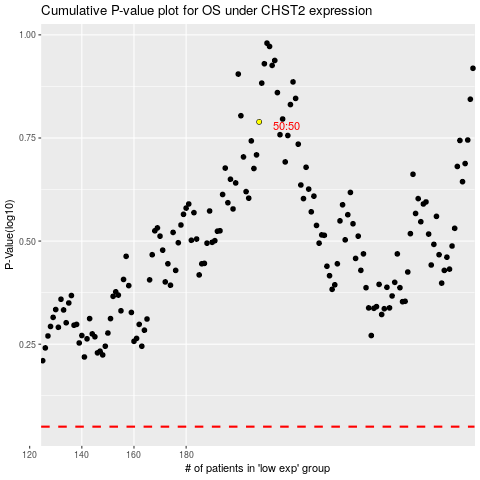 Cumulative P-value plot for OS under CHST2 expression
1.00
0.75
0.50
0.25
P-Value(log10)
50:50
120 140 160 180
# of patients in 'low exp' group